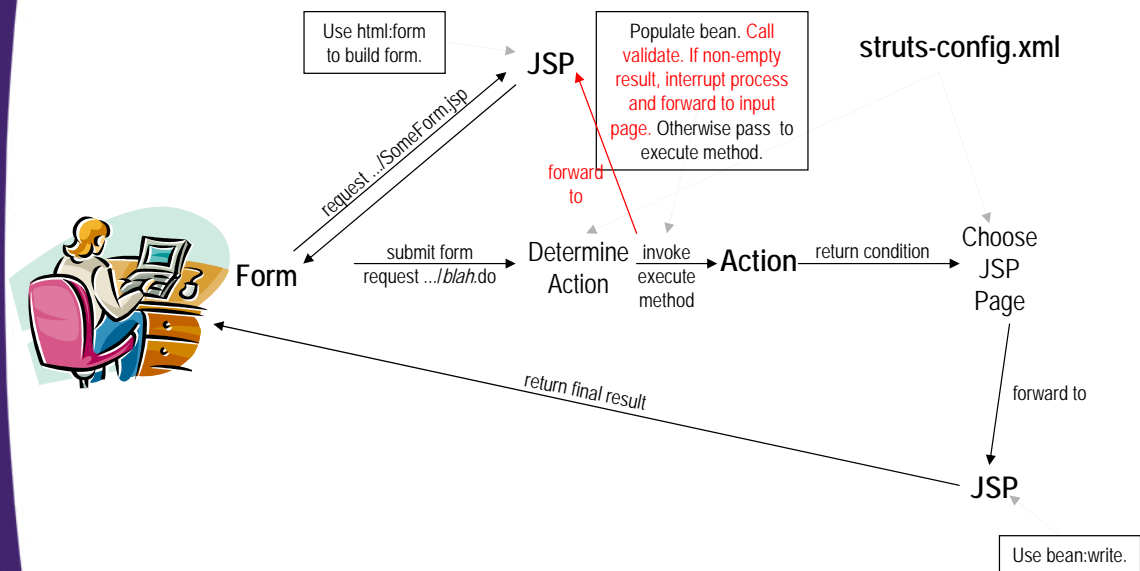 Use html:form
to build form.
JSP
Populate bean. Call
validate. If non-empty
result, interrupt process
and forward to input
page. Otherwise pass to
execute method.
struts-config.xml
request .../SomeForm.jsp
forward
to
Form
submit form
request .../blah.do
Determine
Action
invoke
execute
method
Action
return condition
Choose
JSP
Page
return final result
forward to
JSP
Use bean:write.